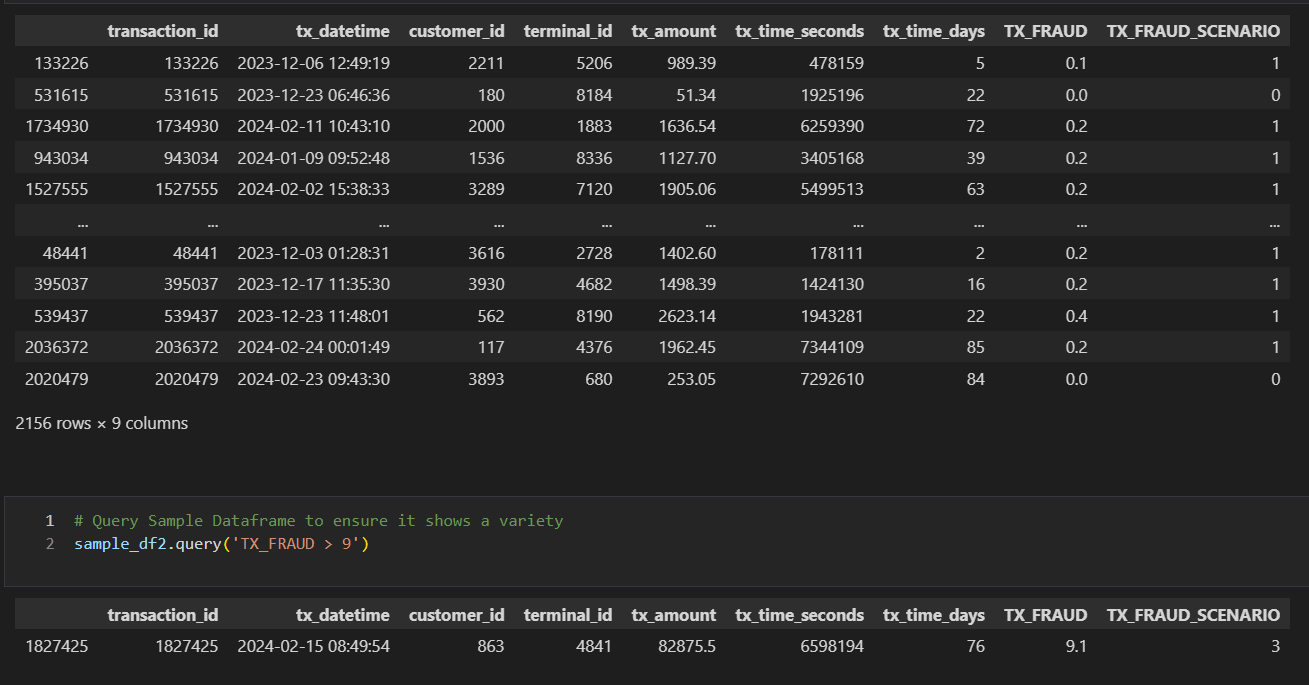 transaction_id tx_datetime customer_id terminal_id tx_amount tx_time_seconds tx_time_days TX_FRAUD TX_FRAUD_SCENARIO
133226 133226 2023-12-06 12:49:19 2211 5206 989.39 478159 5 0.1 1
531615 531615 2023-12-23 06:46:36 180 8184 51.34 1925196 22 0.0 0
1734930 1734930 2024-02-11 10:43:10 2000 1883 1636.54 6259390 72 0.2 1
943034 943034 2024-01-09 09:52:48 1536 8336 1127.70 3405168 39 0.2 1
1527555 1527555 2024-02-02 15:38:33 3289 7120 1905.06 5499513 63 0.2 1
... ... ... ... ... ... ... ... ... ...
48441 48441 2023-12-03 01:28:31 3616 2728 1402.60 178111 2 0.2 1
395037 395037 2023-12-17 11:35:30 3930 4682 1498.39 1424130 16 0.2 1
539437 539437 2023-12-23 11:48:01 562 8190 2623.14 1943281 22 0.4 1
2036372 2036372 2024-02-24 00:01:49 117 4376 1962.45 7344109 85 0.2 1
2020479 2020479 2024-02-23 09:43:30 3893 680 253.05 7292610 84 0.0 0
2156 rows × 9 columns
1 # Query Sample Dataframe to ensure it shows a variety
2 sample_df2.query('TX_FRAUD > 9')
transaction_id tx_datetime customer_id terminal_id tx_amount tx_time_seconds tx_time_days TX_FRAUD TX_FRAUD_SCENARIO
1827425 1827425 2024-02-15 08:49:54 863 4841 82875.5 6598194 76 9.1 3